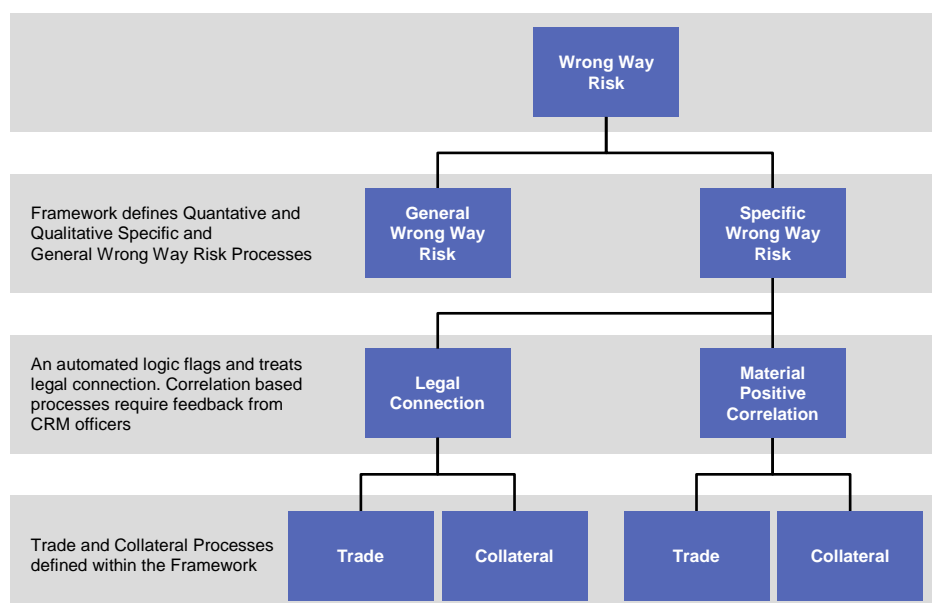 Wrong Way
Risk
Framework defines Quantative and
Qualitative Specific and
General Wrong Way Risk Processes
General
Wrong Way
Risk
Specific
Wrong Way
Risk
An automated logic flags and treats
legal connection. Correlation based
processes require feedback from
CRM officers
Legal
Connection
Material
Positive
Correlation
Trade and Collateral Processes
defined within the Framework
Trade
Collateral
Trade
Collateral